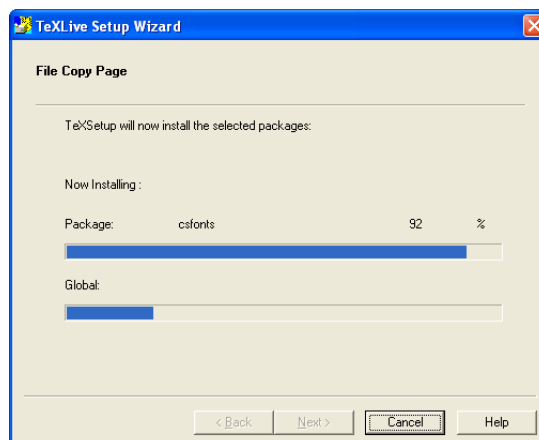 TeXLive Setup Wizard
File Copy Page
TeXSetup will now install the selected packages:
Now Installing :
Package: csfonts 92 %
Global:
< Back Next > Cancel Help